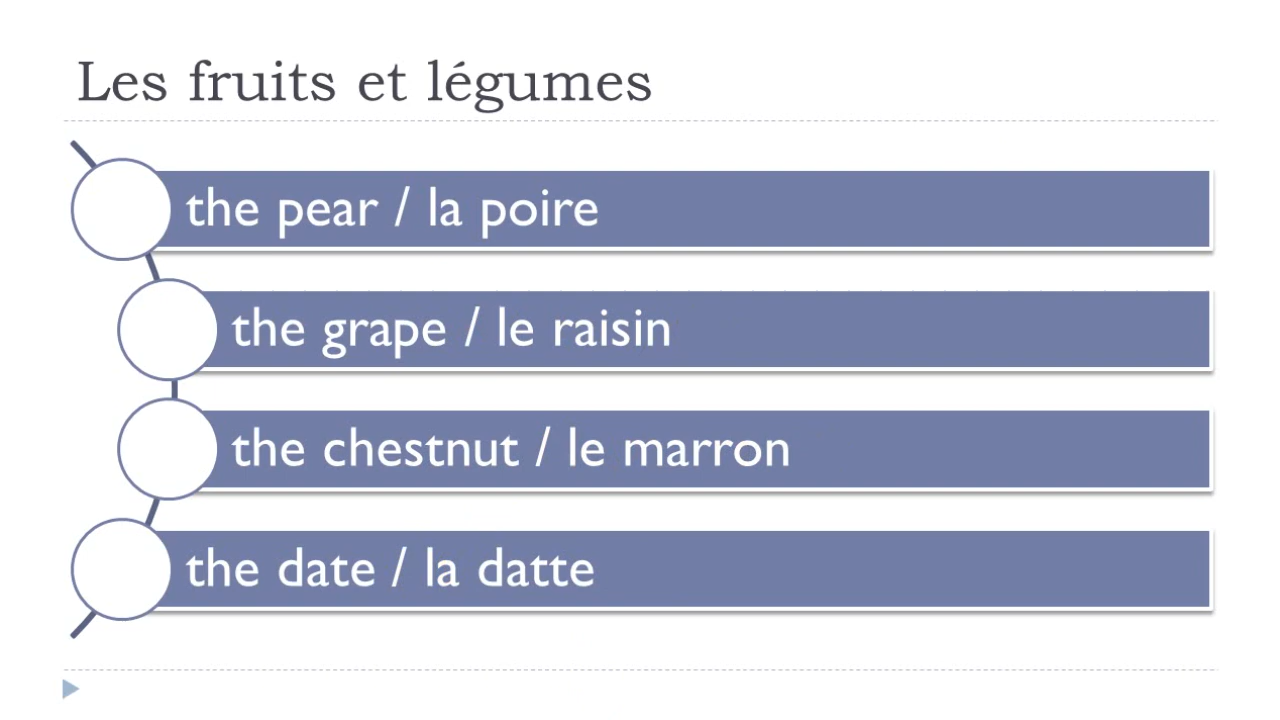 Les fruits et légumes
the pear / la poire
the grape / le raisin
the chestnut / le marron
the date / la datte